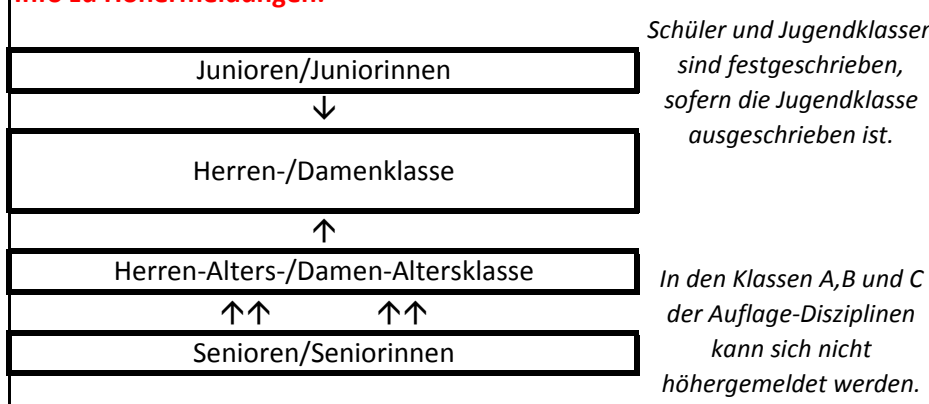 Info zu Höhermeldungen:
Schüler und Jugendklassen
sind festgeschrieben,
sofern die Jugendklasse
ausgeschrieben ist.
Junioren/Juniorinnen
↓
Herren-/Damenklasse
↑
Herren-Alters-/Damen-Altersklasse
↑↑ ↑↑
Senioren/Seniorinnen
In den Klassen A,B und C
der Auflage-Disziplinen
kann sich nicht
höhergemeldet werden.